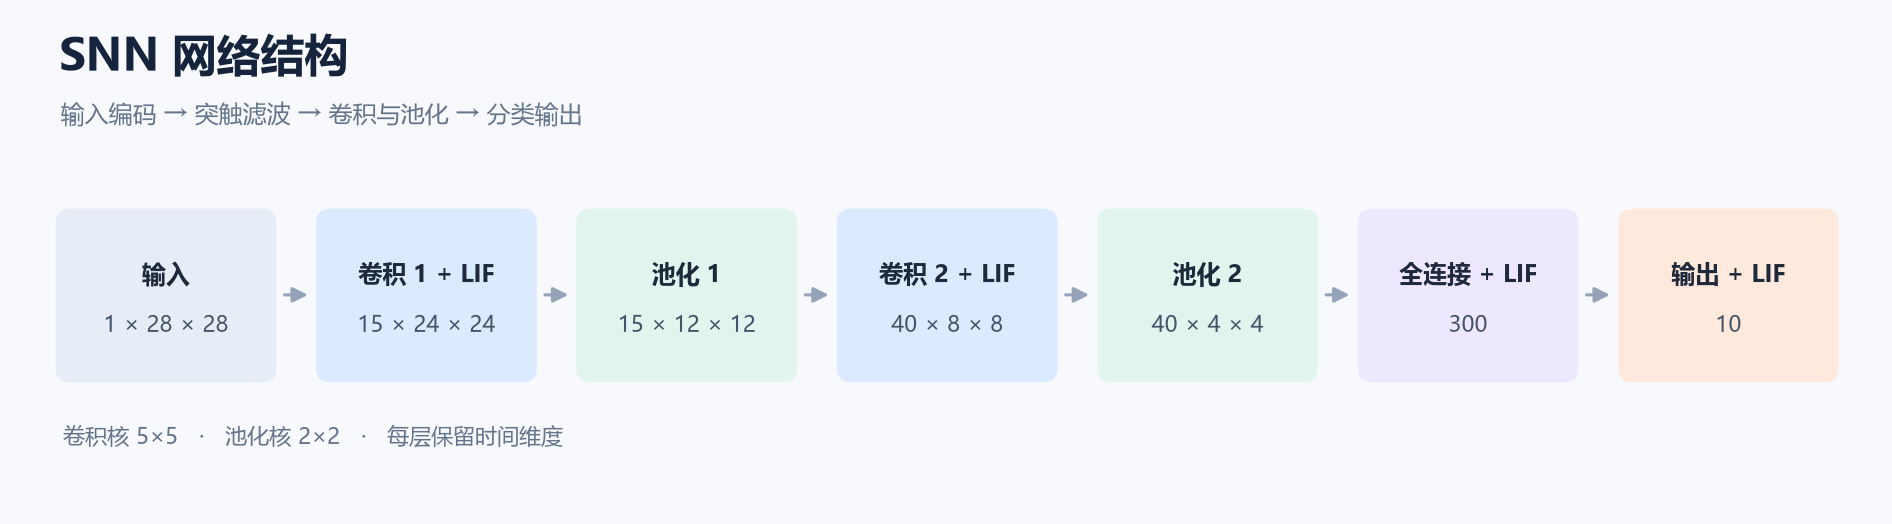 SNN 网络结构
输入编码 → 突触滤波 → 卷积与池化 → 分类输出
输入
1 × 28 × 28
卷积 1 + LIF
15 × 24 × 24
池化 1
15 × 12 × 12
卷积 2 + LIF
40 × 8 × 8
池化 2
40 × 4 × 4
全连接 + LIF
300
输出 + LIF
10
卷积核 5×5 · 池化核 2×2 · 每层保留时间维度